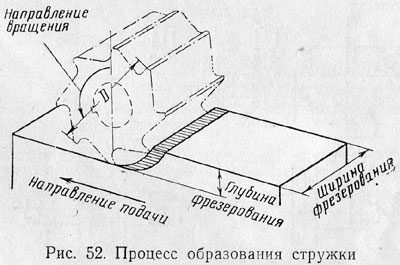 Направление
вращения
D
Направление подачи
Глубина
фрезерования
Ширина
фрезерования
Рис. 52. Процесс образования стружки